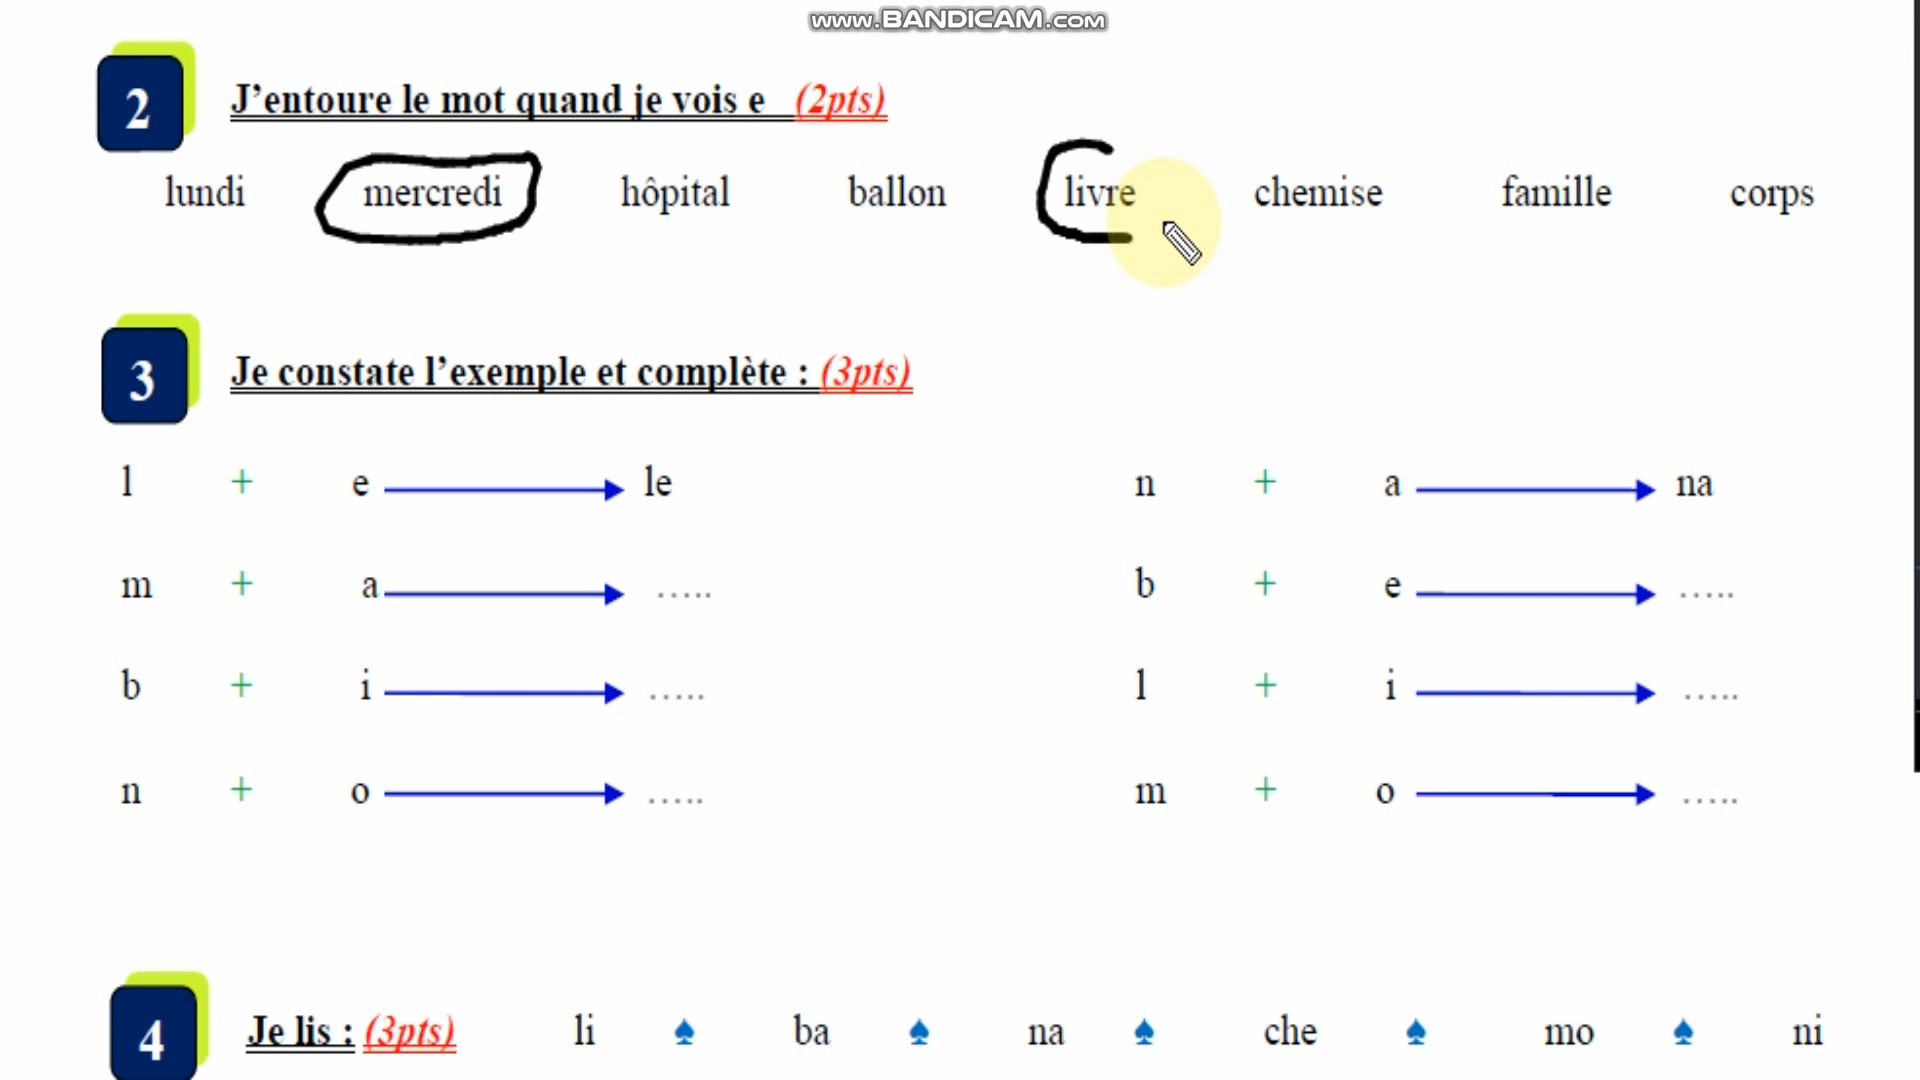 www.BANDICAM.com
2 J’entoure le mot quand je vois e (2pts)
lundi mercredi hôpital ballon livre chemise famille corps
3 Je constate l’exemple et complète : (3pts)
l + e le n + a na
m + a ..... b + e .....
b + i ..... l + i .....
n + o ..... m + o .....
4 Je lis : (3pts) li ♠ ba ♠ na ♠ che ♠ mo ♠ ni